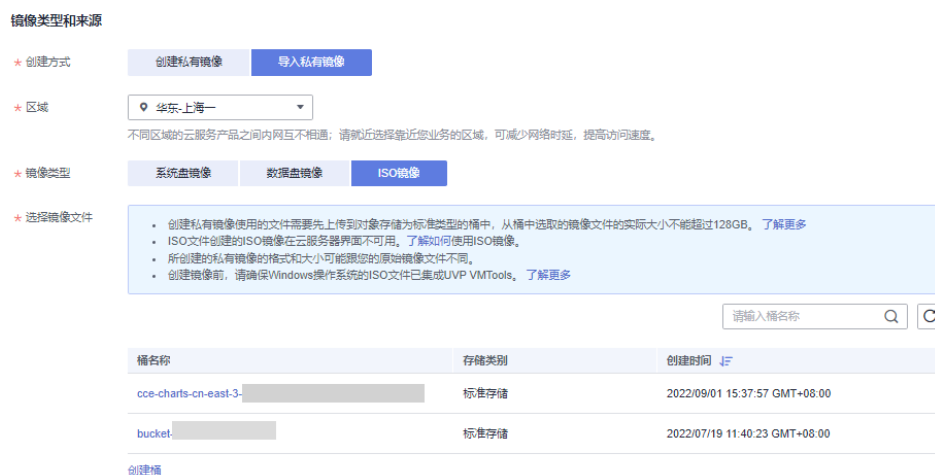 镜像类型和来源
★ 创建方式 创建私有镜像 导入私有镜像
★ 区域 华东-上海一
不同区域的云服务产品之间内网互不相通；请就近选择靠近您业务的区域，可减少网络时延，提高访问速度。
★ 镜像类型 系统盘镜像 数据盘镜像 ISO镜像
★ 选择镜像文件
• 创建私有镜像使用的文件需要先上传到对象存储为标准类型的桶中，从桶中选取的镜像文件的实际大小不能超过128GB。 了解更多
• ISO文件创建的ISO镜像在云服务器界面不可用。了解如何使用ISO镜像。
• 所创建的私有镜像的格式和大小可能跟您的原始镜像文件不同。
• 创建镜像前，请确保Windows操作系统的ISO文件已集成UVP VMTools。 了解更多
请输入桶名称
桶名称 存储类别 创建时间
cce-charts-cn-east-3- 标准存储 2022/09/01 15:37:57 GMT+08:00
bucket- 标准存储 2022/07/19 11:40:23 GMT+08:00
创建桶